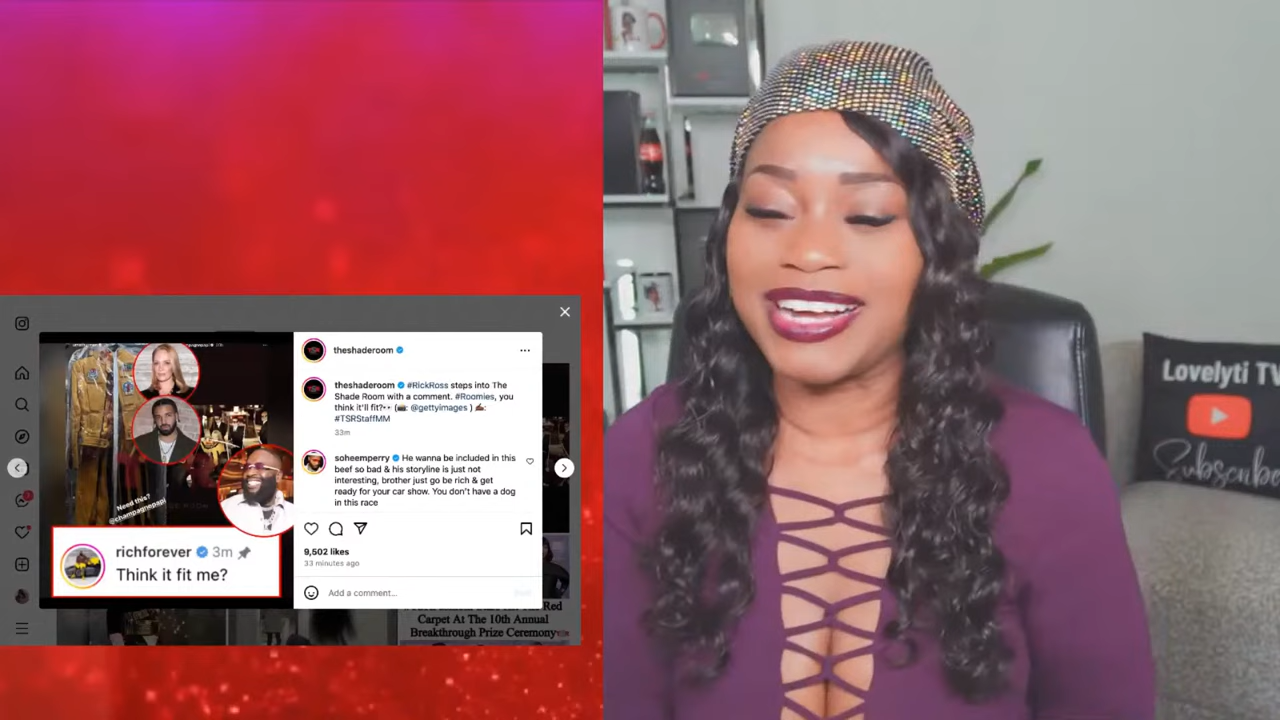 Need this?
@champagnepapi
richforever 3m
Think it fit me?
theshaderoom
theshaderoom #RickRoss steps into The
Shade Room with a comment. #Roomies, you
think it'll fit?👀 (📷: @gettyimages ) ✍🏾:
#TSRStaffMM
33m
soheemperry He wanna be included in this
beef so bad & his storyline is just not
interesting, brother just go be rich & get
ready for your car show. You don't have a dog
in this race
9,502 likes
33 minutes ago
Add a comment...
Carpet At The 10th Annual
Breakthrough Prize Ceremony
Lovelyti TV
Subscribe